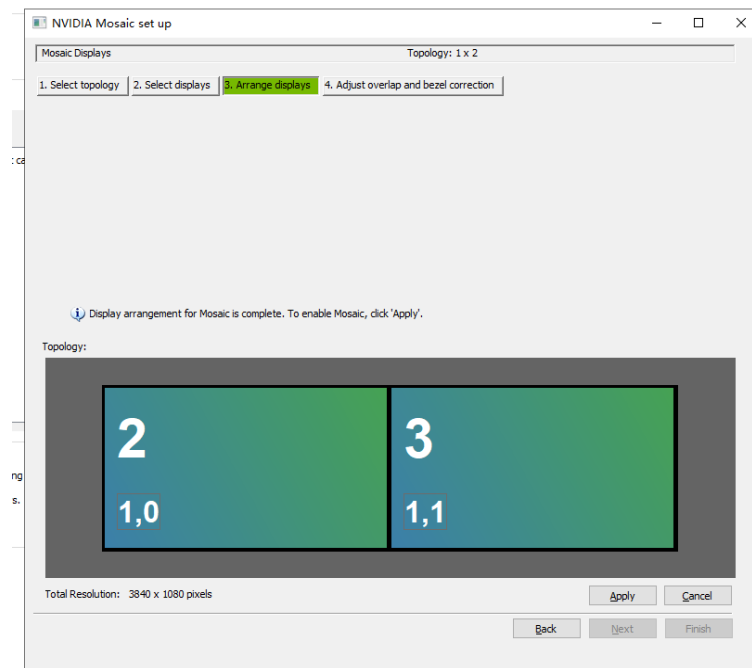 NVIDIA Mosaic set up
Mosaic Displays Topology: 1 x 2
1. Select topology 2. Select displays 3. Arrange displays 4. Adjust overlap and bezel correction
Display arrangement for Mosaic is complete. To enable Mosaic, click 'Apply'.
Topology:
2 3
1,0 1,1
Total Resolution: 3840 x 1080 pixels Apply Cancel
Back Next Finish